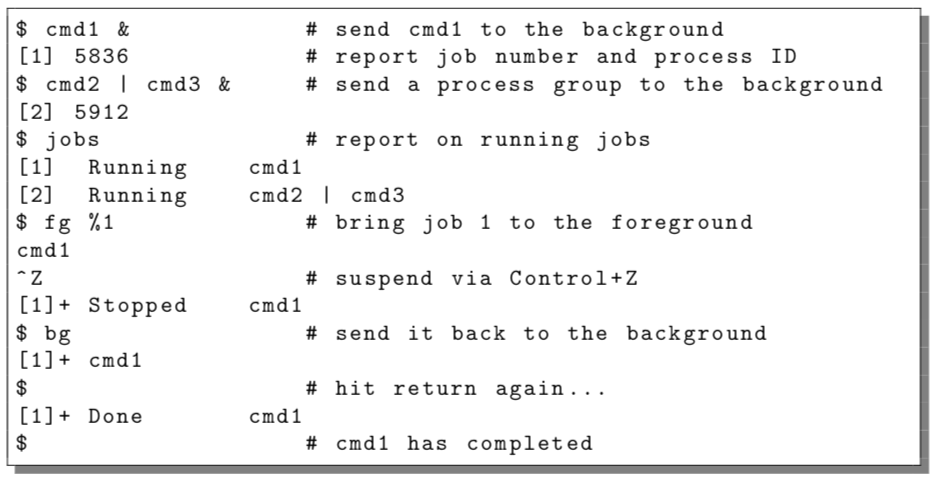 $ cmd1 &            # send cmd1 to the background
[1] 5836            # report job number and process ID
$ cmd2 | cmd3 &     # send a process group to the background
[2] 5912
$ jobs              # report on running jobs
[1]  Running    cmd1
[2]  Running    cmd2 | cmd3
$ fg %1             # bring job 1 to the foreground
cmd1
^Z                  # suspend via Control+Z
[1]+ Stopped    cmd1
$ bg                # send it back to the background
[1]+ cmd1
$                   # hit return again...
[1]+ Done       cmd1
$                   # cmd1 has completed